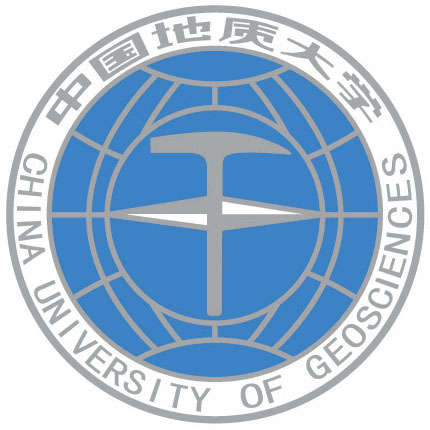 中国地质大学
CHINA UNIVERSITY OF GEOSCIENCES